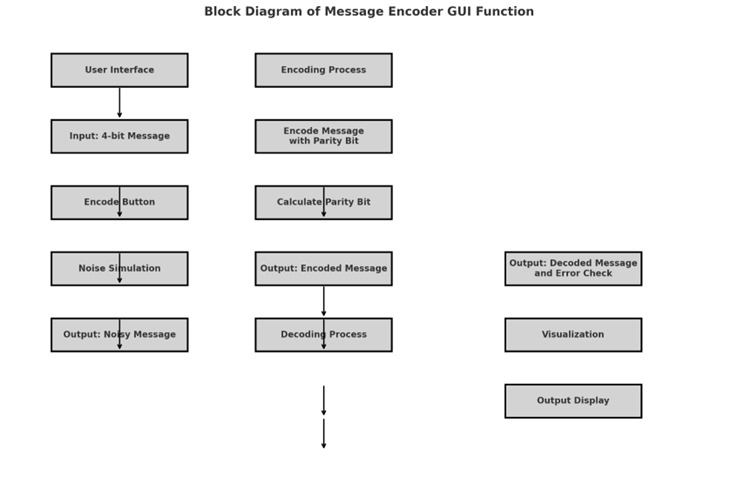 Block Diagram of Message Encoder GUI Function
User Interface
Encoding Process
Input: 4-bit Message
Encode Message
with Parity Bit
Encode Button
Calculate Parity Bit
Noise Simulation
Output: Encoded Message
Output: Decoded Message
and Error Check
Output: Noisy Message
Decoding Process
Visualization
Output Display